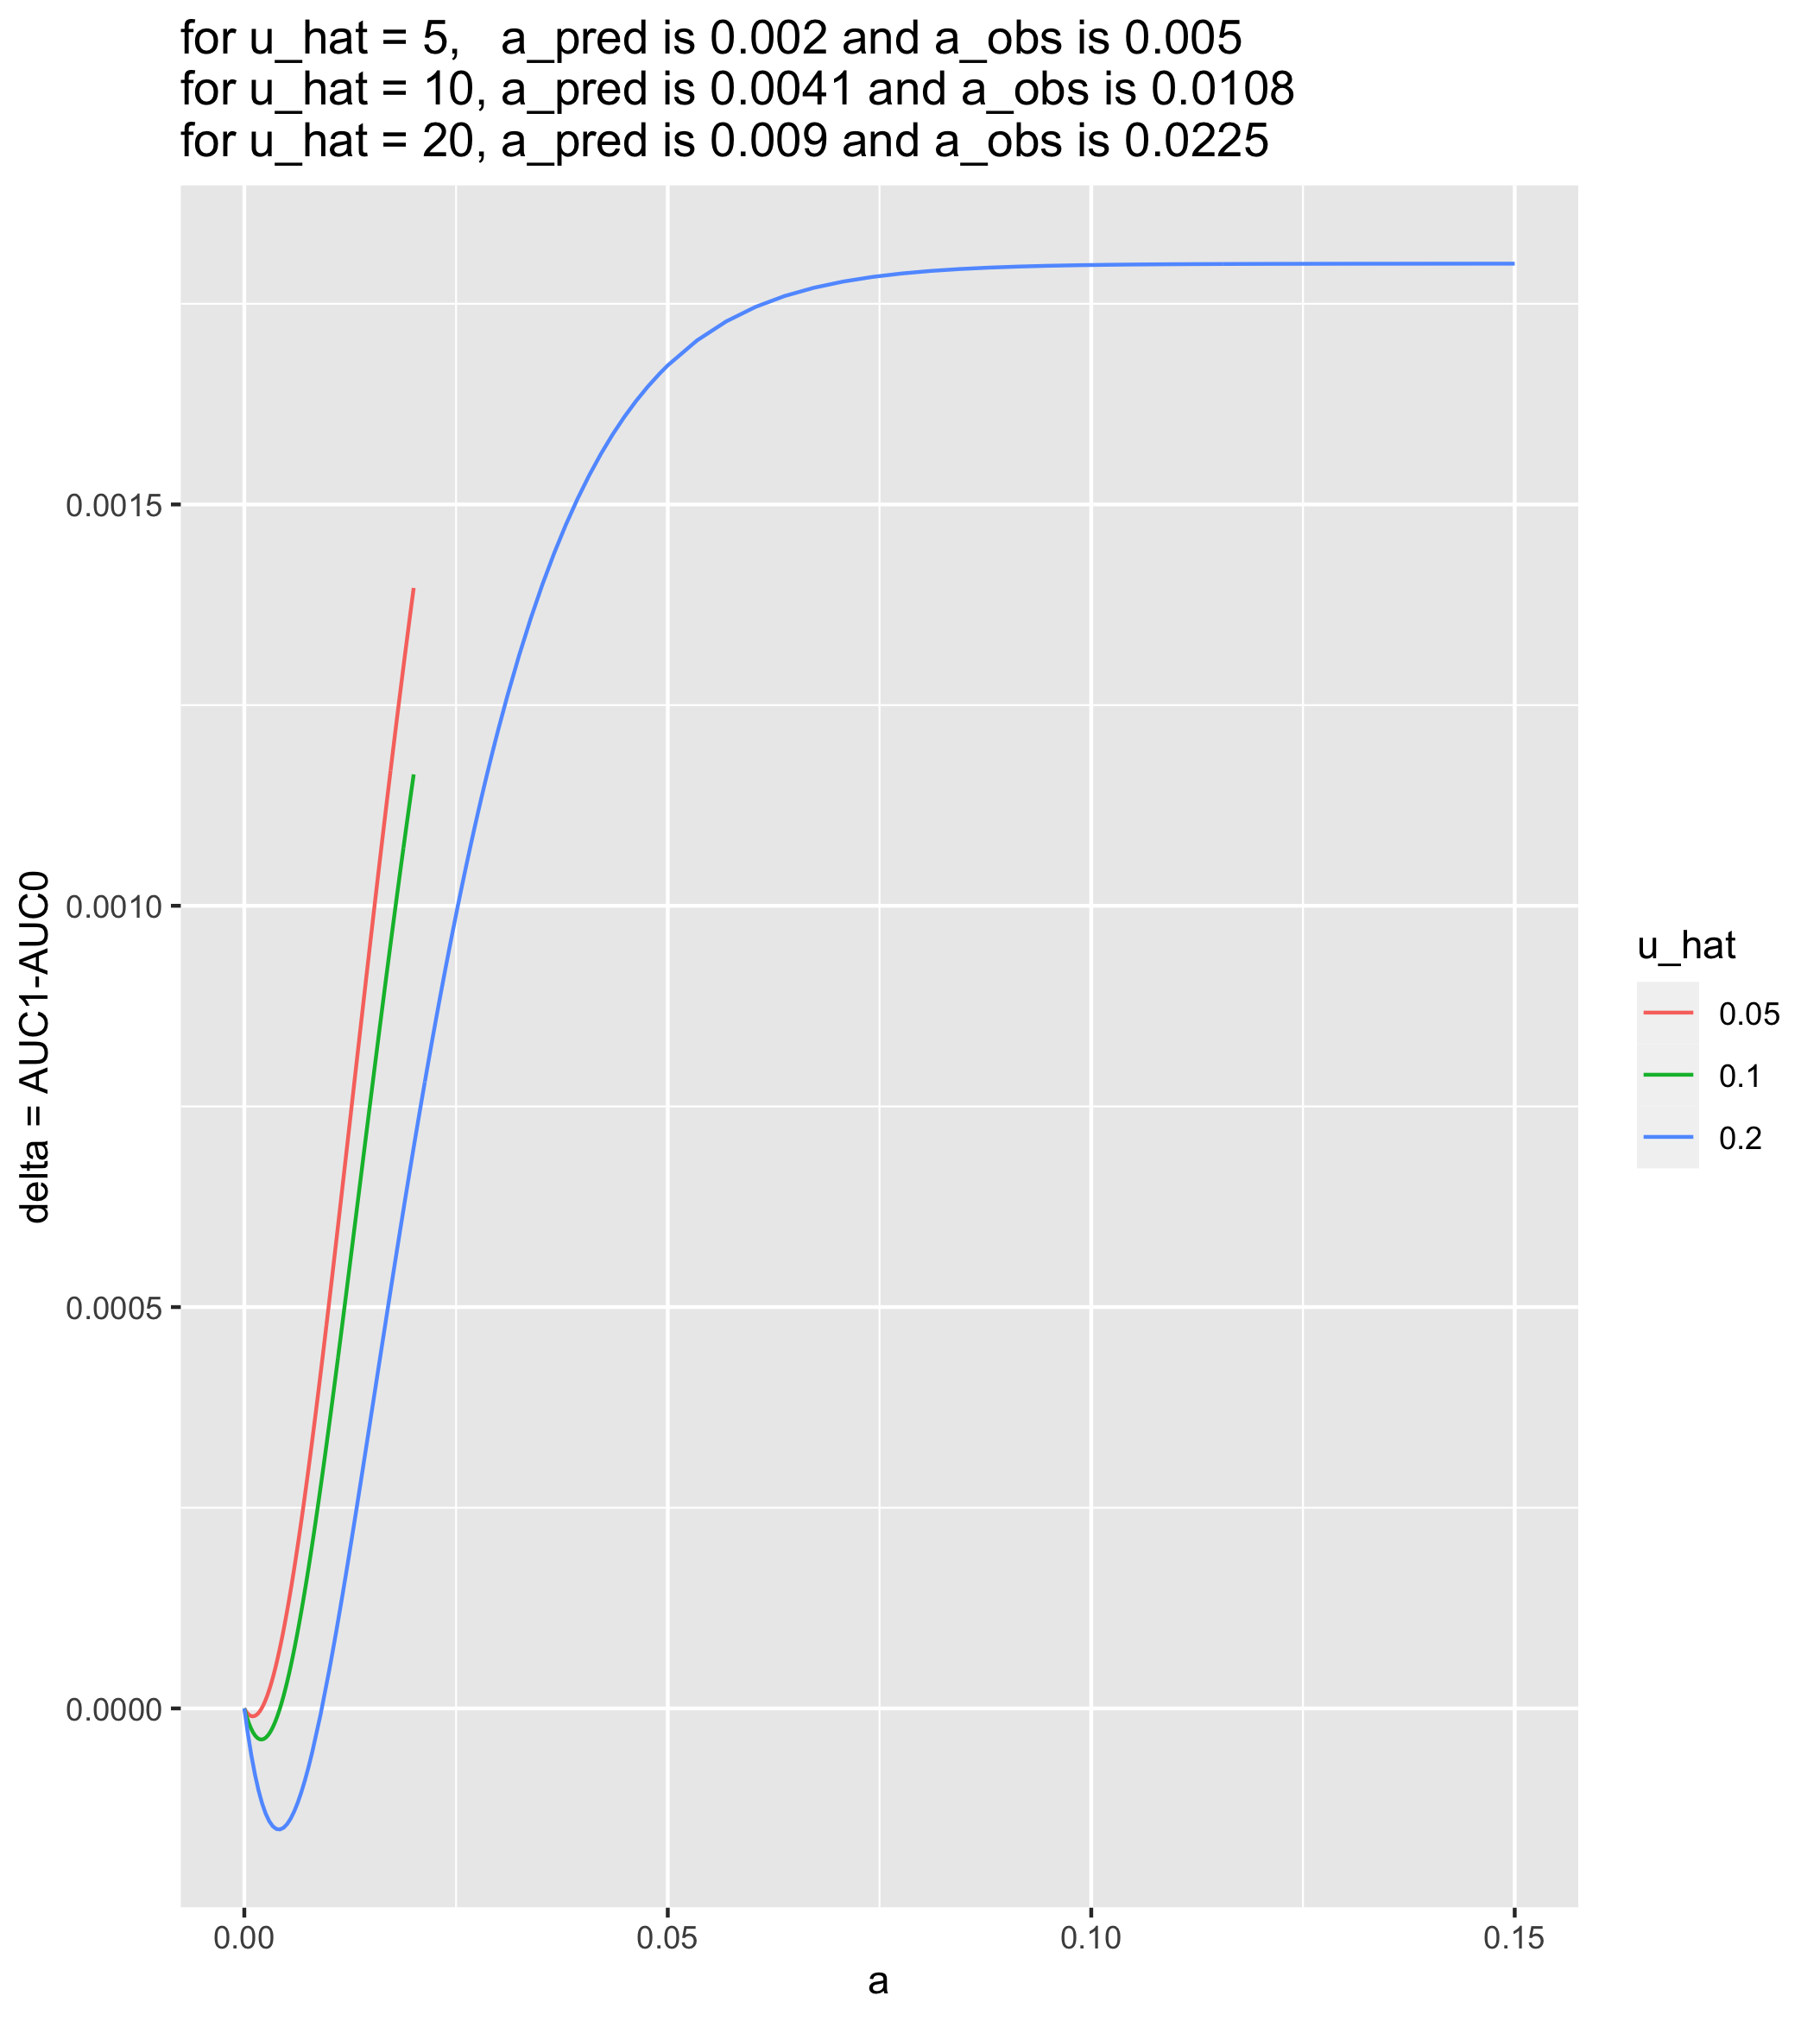 for u_hat = 5,   a_pred is 0.002 and a_obs is 0.005
for u_hat = 10, a_pred is 0.0041 and a_obs is 0.0108
for u_hat = 20, a_pred is 0.009 and a_obs is 0.0225
0.0015
0.0010
0.0005
0.0000
delta = AUC1-AUC0
0.00
0.05
0.10
0.15
a
u_hat
0.05
0.1
0.2